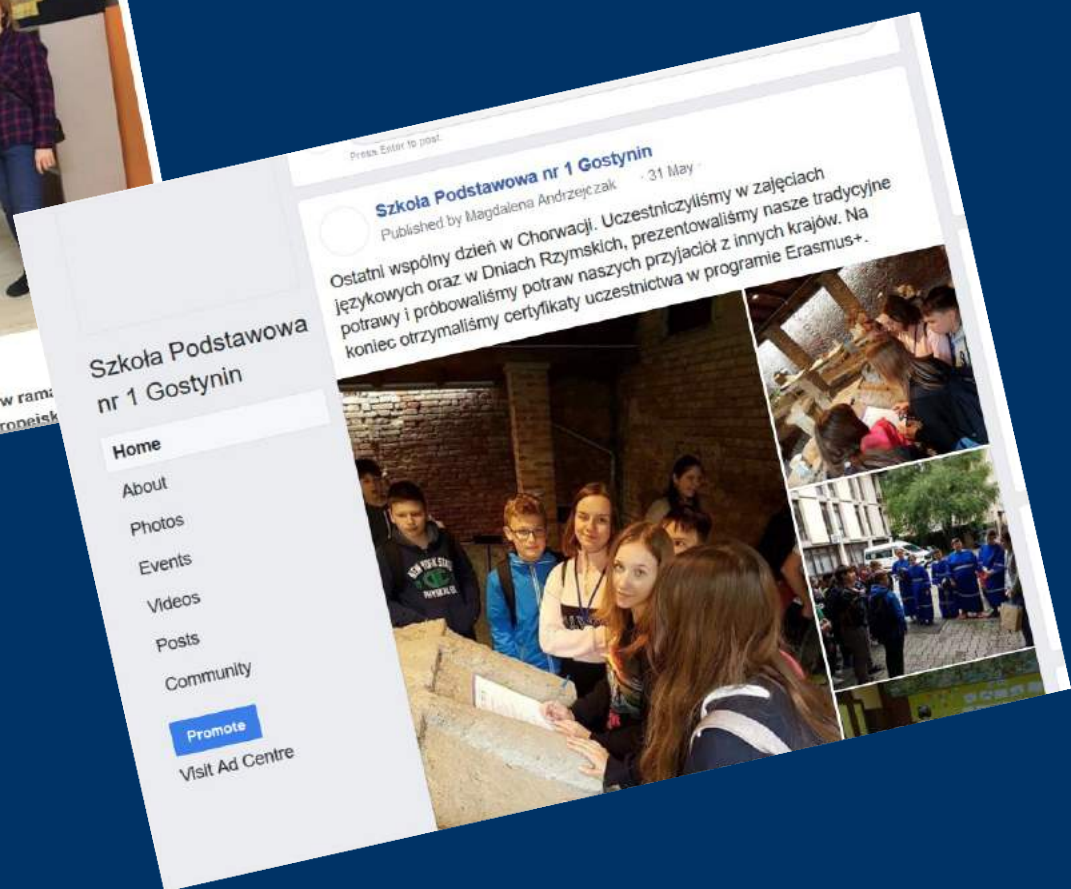 w rama
ropejsk
Press Enter to post.
Szkoła Podstawowa nr 1 Gostynin
Published by Magdalena Andrzejczak · 31 May ·
Ostatni wspólny dzień w Chorwacji. Uczestniczyliśmy w zajęciach
językowych oraz w Dniach Rzymskich, prezentowaliśmy nasze tradycyjne
potrawy i próbowaliśmy potraw naszych przyjaciół z innych krajów. Na
koniec otrzymaliśmy certyfikaty uczestnictwa w programie Erasmus+.
Szkoła Podstawowa
nr 1 Gostynin
Home
About
Photos
Events
Videos
Posts
Community
Promote
Visit Ad Centre
NEW YORK STATE
PHYSICAL ED.